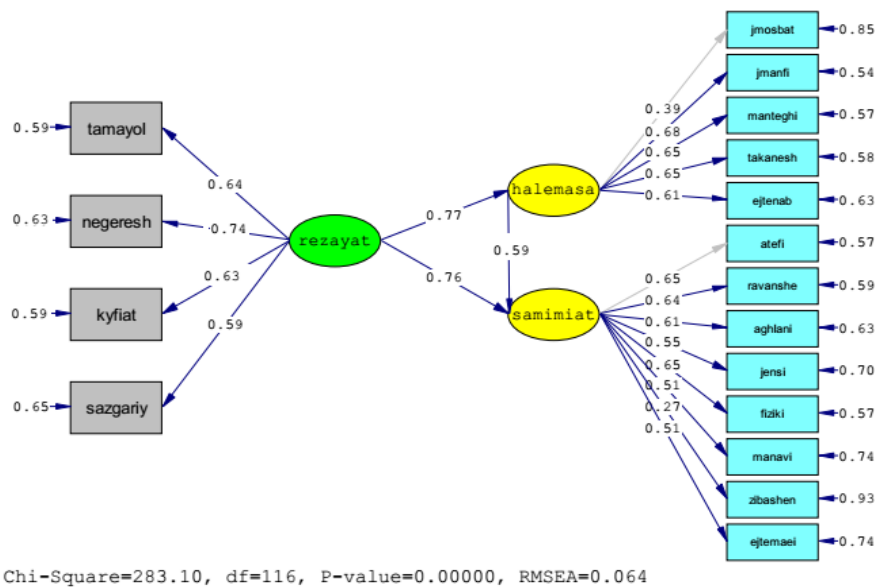 jmosbat
0.85
jmanfi
0.54
0.39
tamayol
0.59
0.68
manteghi
0.57
0.65
takanesh
0.58
0.64
0.65
halemasa
0.61
ejtenab
0.63
negeresh
0.63
0.74
0.77
rezayat
0.59
atefi
0.57
0.63
0.76
0.65
ravanshe
0.59
0.64
kyfiat
0.59
samimiat
0.61
aghlani
0.63
0.59
0.55
jensi
0.70
0.65
0.51
sazgariy
0.65
0.27
fiziki
0.57
0.51
manavi
0.74
zibashen
0.93
ejtemaei
0.74
Chi-Square=283.10, df=116, P-value=0.00000, RMSEA=0.064